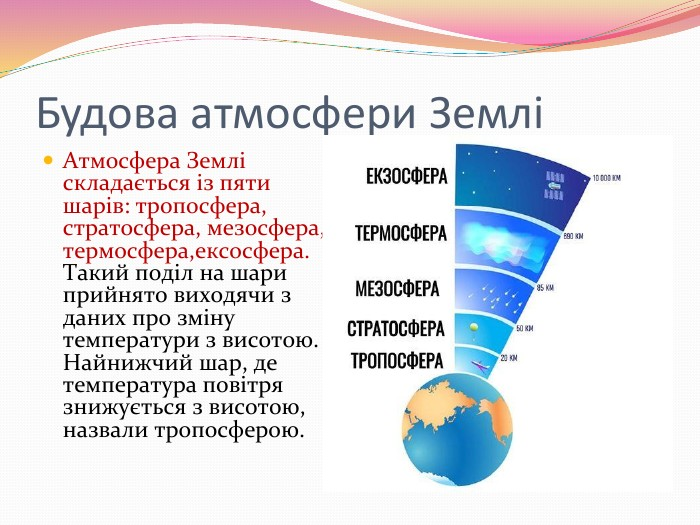 Будова атмосфери Землі
Атмосфера Землі
складається із пяти
шарів: тропосфера,
стратосфера, мезосфера,
термосфера,ексосфера.
Такий поділ на шари
прийнято виходячи з
даних про зміну
температури з висотою.
Найнижчий шар, де
температура повітря
знижується з висотою,
назвали тропосферою.
ЕКЗОСФЕРА
10 000 КМ
ТЕРМОСФЕРА
690 КМ
МЕЗОСФЕРА
85 КМ
СТРАТОСФЕРА
50 КМ
ТРОПОСФЕРА
20 КМ